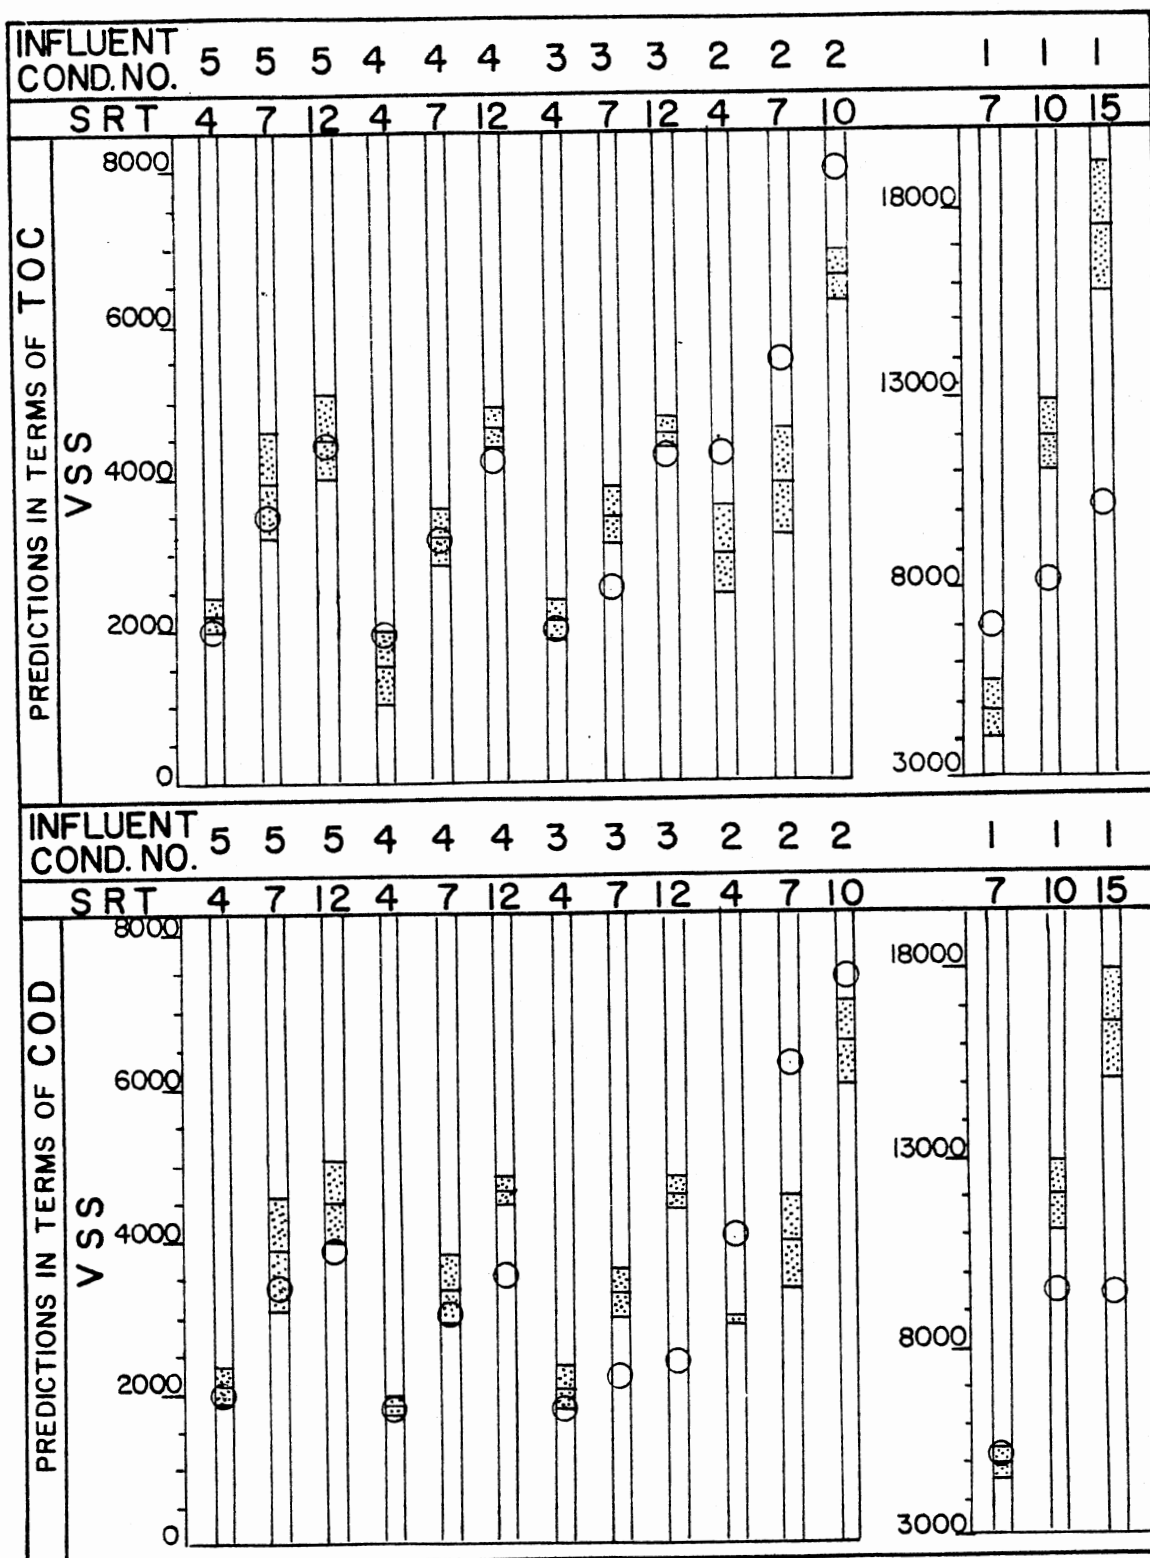 INFLUENT COND. NO. 5 5 5 4 4 4 3 3 3 2 2 2 1 1 1
SRT 4 7 12 4 7 12 4 7 12 4 7 10 7 10 15
PREDICTIONS IN TERMS OF TOC
VSS
8000
6000
4000
2000
0
18000
13000
8000
3000
INFLUENT COND. NO. 5 5 5 4 4 4 3 3 3 2 2 2 1 1 1
SRT 4 7 12 4 7 12 4 7 12 4 7 10 7 10 15
PREDICTIONS IN TERMS OF COD
VSS
8000
6000
4000
2000
0
18000
13000
8000
3000